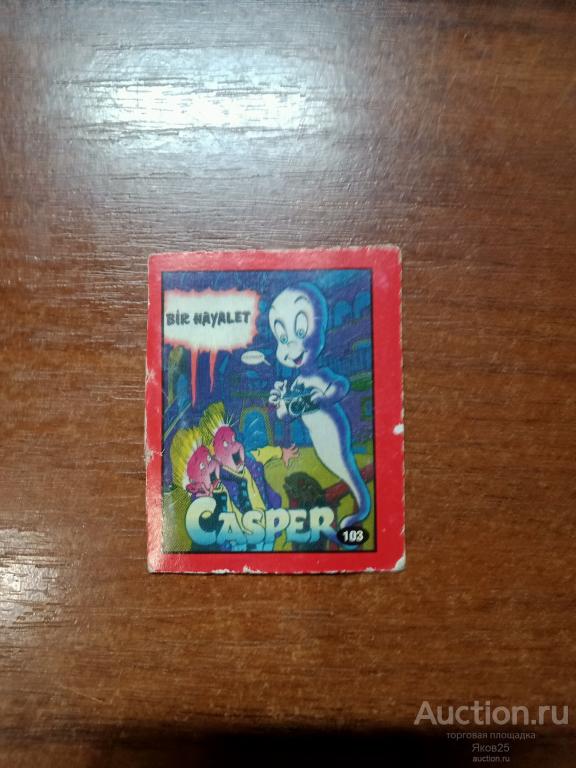 BİR HAYALET
CASPER
103
Auction.ru
торговая площадка
Яков25
auction.ru